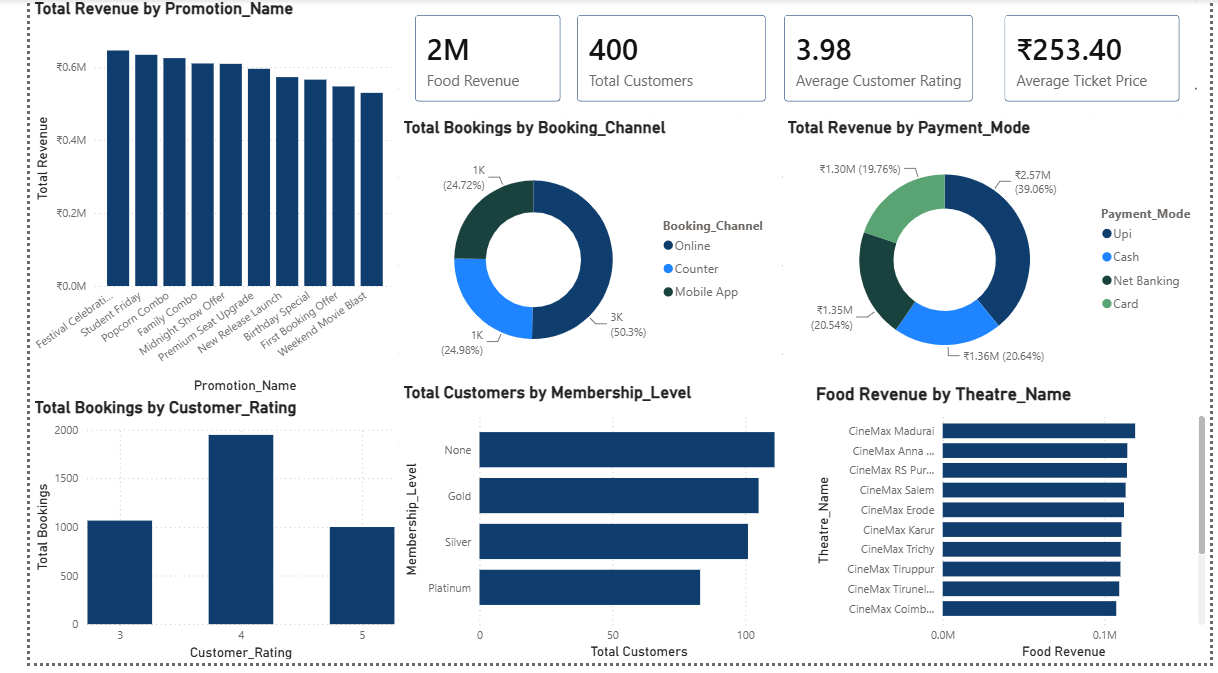 Total Revenue by Promotion_Name
₹0.6M
₹0.4M
₹0.2M
₹0.0M
Total Revenue
Festival Celebrati...
Student Friday
Popcorn Combo
Family Combo
Midnight Show Offer
Premium Seat Upgrade
New Release Launch
Birthday Special
First Booking Offer
Weekend Movie Blast
Promotion_Name
2M
Food Revenue
400
Total Customers
3.98
Average Customer Rating
₹253.40
Average Ticket Price
Total Bookings by Booking_Channel
1K
(24.72%)
1K
(24.98%)
3K
(50.3%)
Booking_Channel
Online
Counter
Mobile App
Total Revenue by Payment_Mode
₹1.30M (19.76%)
₹2.57M
(39.06%)
₹1.35M
(20.54%)
₹1.36M (20.64%)
Payment_Mode
Upi
Cash
Net Banking
Card
Total Bookings by Customer_Rating
2000
1500
1000
500
0
Total Bookings
3
4
5
Customer_Rating
Total Customers by Membership_Level
Membership_Level
None
Gold
Silver
Platinum
0
50
100
Total Customers
Food Revenue by Theatre_Name
Theatre_Name
CineMax Madurai
CineMax Anna ...
CineMax RS Pur...
CineMax Salem
CineMax Erode
CineMax Karur
CineMax Trichy
CineMax Tiruppur
CineMax Tirunel...
CineMax Coimb...
0.0M
0.1M
Food Revenue